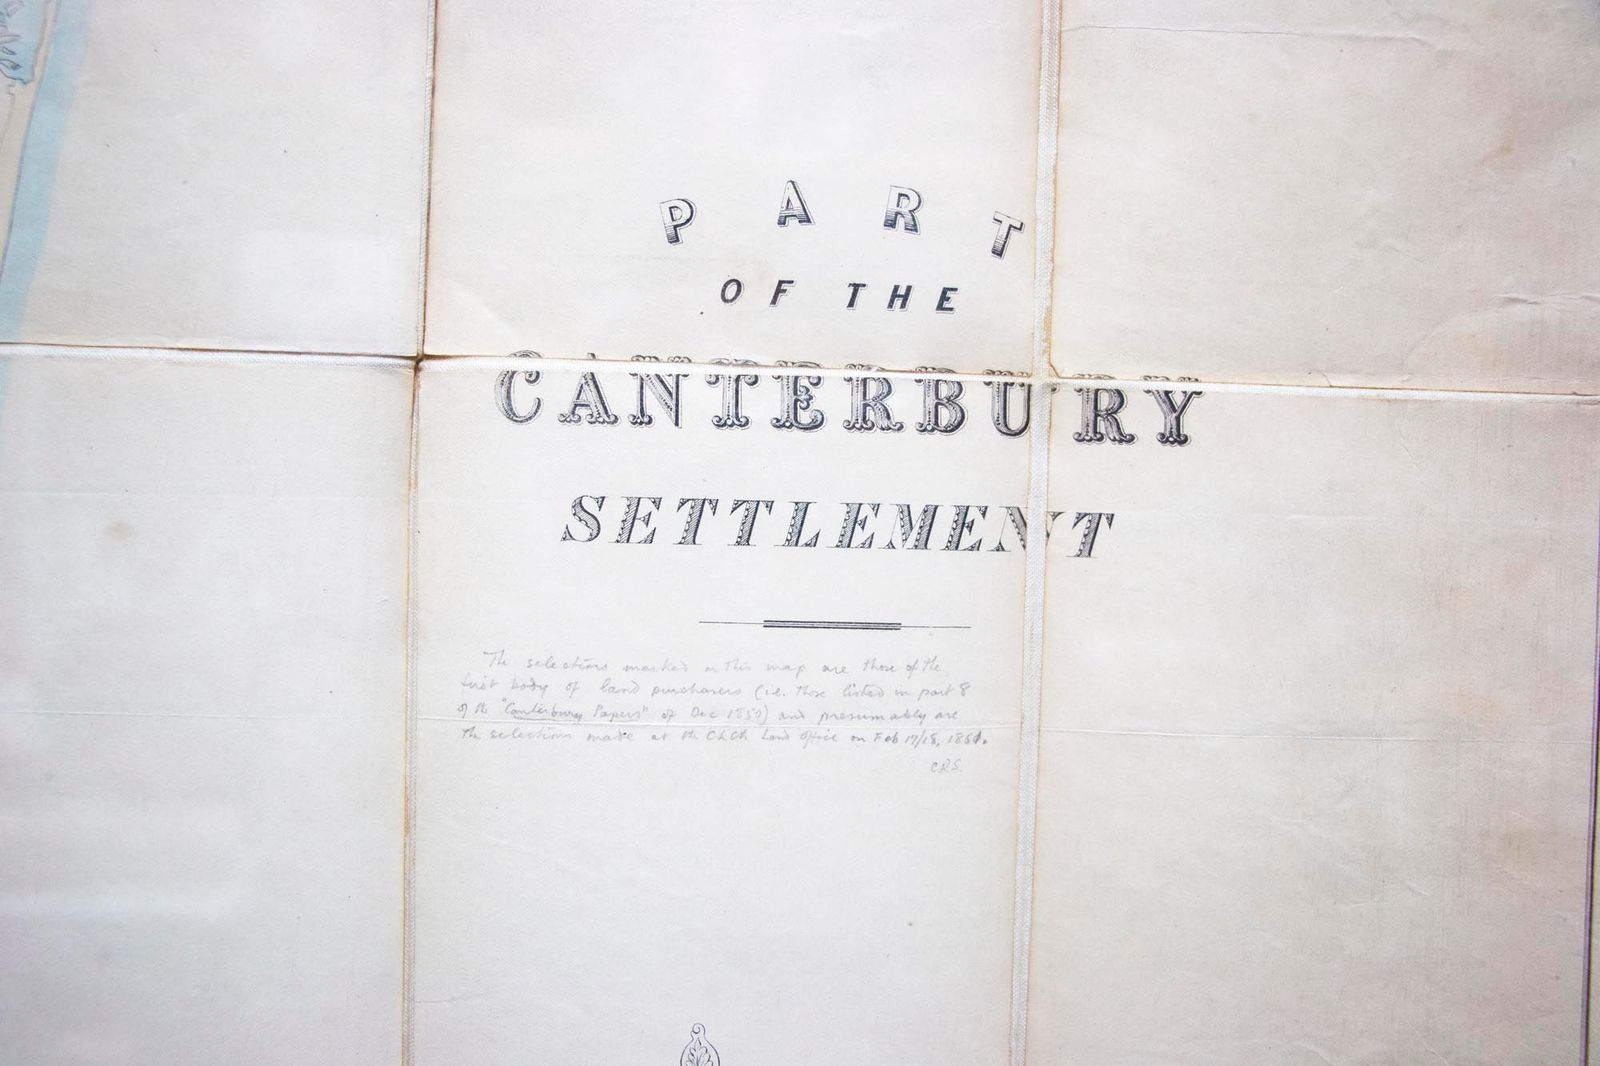 PART
OF THE
CANTERBURY
SETTLEMENT
The selections marked on this map are those of the
first body of land purchasers (i.e. those listed in part 8
of the "Canterbury Papers" of Dec 1850) and presumably are
the selections made at the ChCh Land Office on Feb 17/18, 1851.
C.R.S.